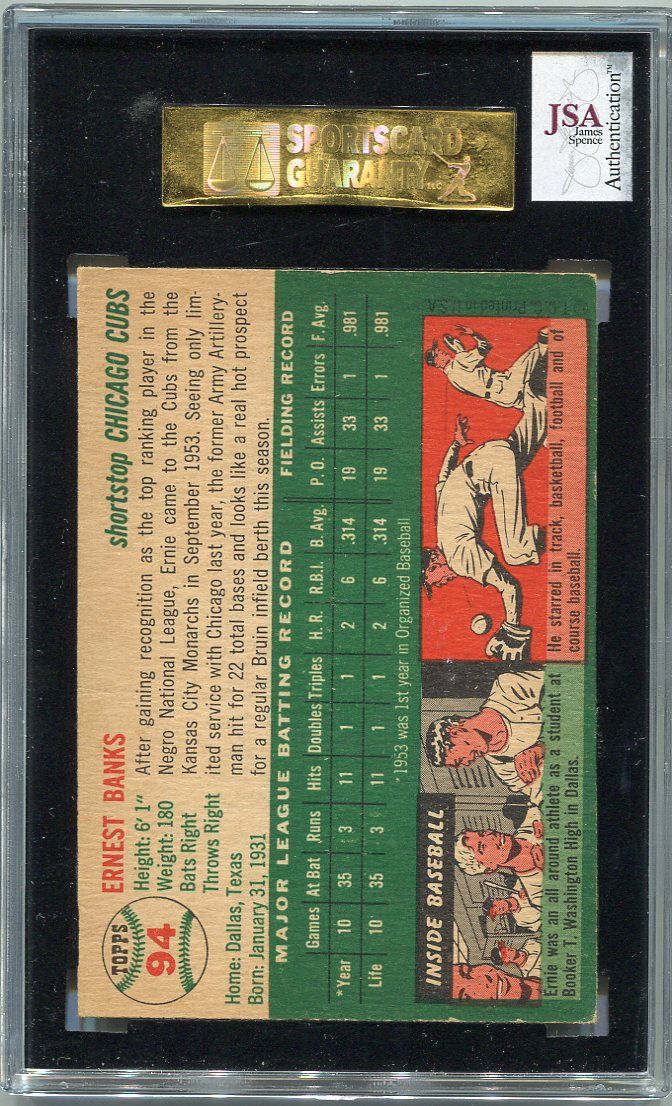 SPORTSCARD
GUARANTY LLC
JSA
James
Spence
Authentication™
TOPPS
94
ERNEST BANKS
shortstop CHICAGO CUBS
Height: 6' 1"
Weight: 180
Bats Right
Throws Right
Home: Dallas, Texas
Born: January 31, 1931
After gaining recognition as the top ranking player in the
Negro National League, Ernie came to the Cubs from the
Kansas City Monarchs in September 1953. Seeing only lim-
ited service with Chicago last year, the former Army Artillery-
man hit for 22 total bases and looks like a real hot prospect
for a regular Bruin infield berth this season.
MAJOR LEAGUE BATTING RECORD FIELDING RECORD
Games At Bat Runs Hits Doubles Triples H. R. R.B.I. B. Avg. P. O. Assists Errors F. Avg.
*Year 10 35 3 11 1 1 2 6 .314 19 33 1 .981
Life 10 35 3 11 1 1 2 6 .314 19 33 1 .981
*1953 was 1st year in Organized Baseball
INSIDE BASEBALL
Ernie was an all around athlete as a student at
Booker T. Washington High in Dallas.
He starred in track, basketball, football and of
course baseball.
T. C. G. Printed in U.S.A.